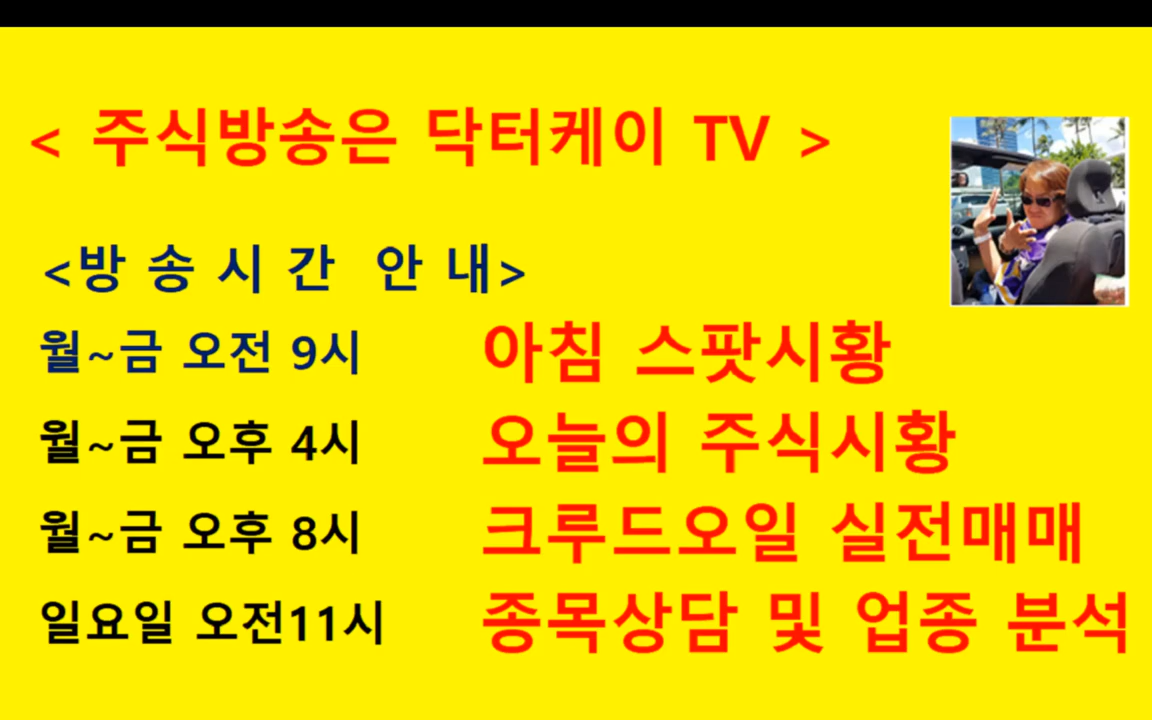 < 주식방송은 닥터케이 TV >
<방 송 시 간 안 내>
월~금 오전 9시 아침 스팟시황
월~금 오후 4시 오늘의 주식시황
월~금 오후 8시 크루드오일 실전매매
일요일 오전11시 종목상담 및 업종 분석